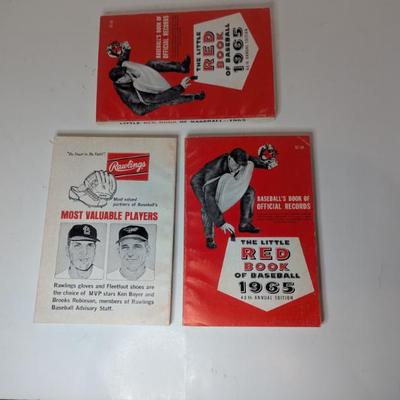 THE LITTLE
RED
BOOK
OF BASEBALL
1965
BASEBALL'S BOOK OF
OFFICIAL RECORDS
LITTLE RED BOOK OF BASEBALL—1965
"The Finest In The Field!"
Rawlings
Most valued
partners of Baseball's
MOST VALUABLE PLAYERS
Rawlings gloves and Fleetfoot shoes are
the choice of MVP stars Ken Boyer and
Brooks Robinson, members of Rawlings
Baseball Advisory Staff.
BASEBALL'S BOOK OF
OFFICIAL RECORDS
THE LITTLE
RED
BOOK
OF BASEBALL
1965
40th ANNUAL EDITION